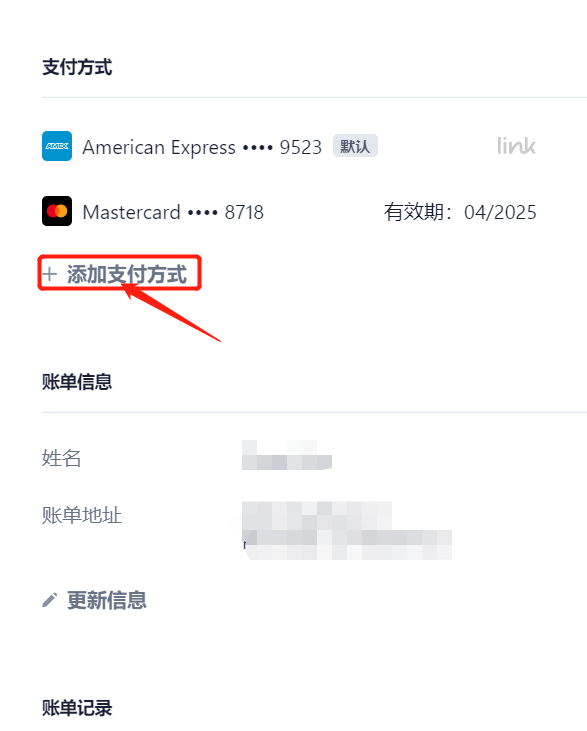 支付方式
AMEX American Express •••• 9523 默认 link
Mastercard •••• 8718 有效期：04/2025
+ 添加支付方式
账单信息
姓名
账单地址
更新信息
账单记录